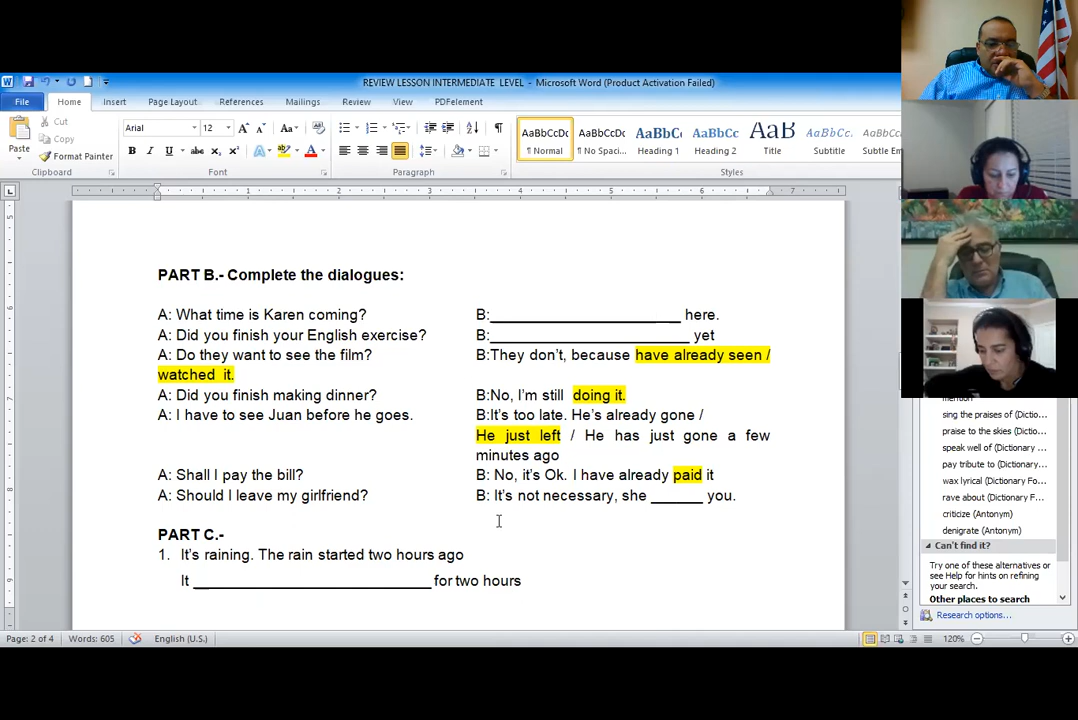 REVIEW LESSON INTERMEDIATE LEVEL - Microsoft Word (Product Activation Failed)
File Home Insert Page Layout References Mailings Review View PDFelement
Cut
Copy
Format Painter
Paste
Arial 12
Clipboard Font Paragraph Styles
AaBbCcDc AaBbCcDc AaBbC( AaBbCc AaB AaBbCc. AaBbCcDc
¶ Normal ¶ No Spaci... Heading 1 Heading 2 Title Subtitle Subtle Em
PART B.- Complete the dialogues:
A: What time is Karen coming? B:____________________ here.
A: Did you finish your English exercise? B:____________________ yet
A: Do they want to see the film? B:They don't, because have already seen /
watched it.
A: Did you finish making dinner? B:No, I'm still doing it.
A: I have to see Juan before he goes. B:It's too late. He's already gone /
He just left / He has just gone a few
minutes ago
A: Shall I pay the bill? B: No, it's Ok. I have already paid it
A: Should I leave my girlfriend? B: It's not necessary, she ______ you.
PART C.-
1. It's raining. The rain started two hours ago
It ____________________ for two hours
mention
sing the praises of (Dictio...
praise to the skies (Dictio...
speak well of (Dictionary...
pay tribute to (Dictionary...
wax lyrical (Dictionary Fo...
rave about (Dictionary Fo...
criticize (Antonym)
denigrate (Antonym)
Can't find it?
Try one of these alternatives or
see Help for hints on refining
your search.
Other places to search
Research options...
Page: 2 of 4 Words: 605 English (U.S.) 120%